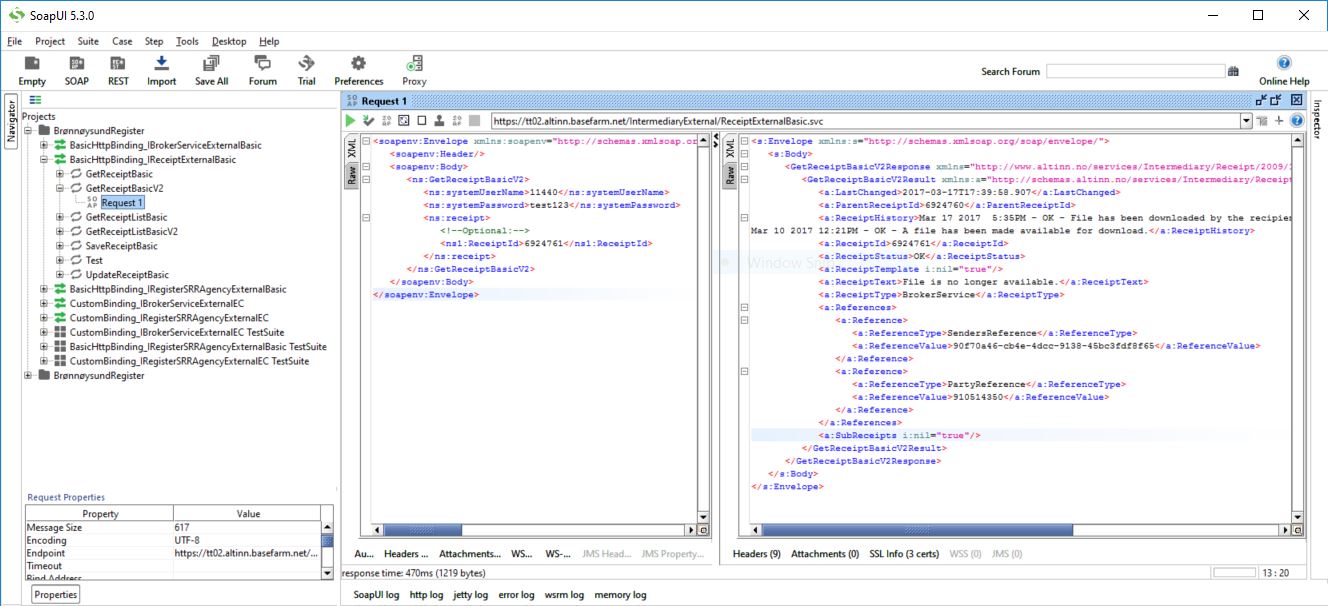 SoapUI 5.3.0
File Project Suite Case Step Tools Desktop Help
Empty SOAP REST Import Save All Forum Trial Preferences Proxy
Search Forum
Online Help
Navigator
Projects
BrønnøysundRegister
BasicHttpBinding_IBrokerServiceExternalBasic
BasicHttpBinding_IReceiptExternalBasic
GetReceiptBasic
GetReceiptBasicV2
Request 1
GetReceiptListBasic
GetReceiptListBasicV2
SaveReceiptBasic
Test
UpdateReceiptBasic
BasicHttpBinding_IRegisterSRRAgencyExternalBasic
CustomBinding_IBrokerServiceExternalEC
CustomBinding_IRegisterSRRAgencyExternalEC
CustomBinding_IBrokerServiceExternalEC TestSuite
BasicHttpBinding_IRegisterSRRAgencyExternalBasic TestSuite
CustomBinding_IRegisterSRRAgencyExternalEC TestSuite
BrønnøysundRegister
Request Properties
Property Value
Message Size 617
Encoding UTF-8
Endpoint https://tt02.altinn.basefarm.net/...
Timeout
Bind Address
Properties
Request 1
https://tt02.altinn.basefarm.net/IntermediaryExternal/ReceiptExternalBasic.svc
XML
Raw
<soapenv:Envelope xmlns:soapenv="http://schemas.xmlsoap.or
<soapenv:Header/>
<soapenv:Body>
<ns:GetReceiptBasicV2>
<ns:systemUserName>11440</ns:systemUserName>
<ns:systemPassword>test123</ns:systemPassword>
<ns:receipt>
<!--Optional:-->
<ns1:ReceiptId>6924761</ns1:ReceiptId>
</ns:receipt>
</ns:GetReceiptBasicV2>
</soapenv:Body>
</soapenv:Envelope>
Au... Headers ... Attachments... WS... WS-... JMS Head... JMS Property...
XML
Raw
<s:Envelope xmlns:s="http://schemas.xmlsoap.org/soap/envelope/">
<s:Body>
<GetReceiptBasicV2Response xmlns="http://www.altinn.no/services/Intermediary/Receipt/2009/1
<GetReceiptBasicV2Result xmlns:a="http://schemas.altinn.no/services/Intermediary/Receipt
<a:LastChanged>2017-03-17T17:39:58.907</a:LastChanged>
<a:ParentReceiptId>6924760</a:ParentReceiptId>
<a:ReceiptHistory>Mar 17 2017 5:35PM - OK - File has been downloaded by the recipie
Mar 10 2017 12:21PM - OK - A file has been made available for download.</a:ReceiptHistory>
<a:ReceiptId>6924761</a:ReceiptId>
<a:ReceiptStatus>OK</a:ReceiptStatus>
<a:ReceiptTemplate i:nil="true"/>
<a:ReceiptText>File is no longer available.</a:ReceiptText>
<a:ReceiptType>BrokerService</a:ReceiptType>
<a:References>
<a:Reference>
<a:ReferenceType>SendersReference</a:ReferenceType>
<a:ReferenceValue>90f70a46-cb4e-4dcc-9138-45bc3fdf8f65</a:ReferenceValue>
</a:Reference>
<a:Reference>
<a:ReferenceType>PartyReference</a:ReferenceType>
<a:ReferenceValue>910514350</a:ReferenceValue>
</a:Reference>
</a:References>
<a:SubReceipts i:nil="true"/>
</GetReceiptBasicV2Result>
</GetReceiptBasicV2Response>
</s:Body>
</s:Envelope>
Window
Headers (9) Attachments (0) SSL Info (3 certs) WSS (0) JMS (0)
response time: 470ms (1219 bytes)
13 : 20
SoapUI log http log jetty log error log wsrm log memory log
Inspector